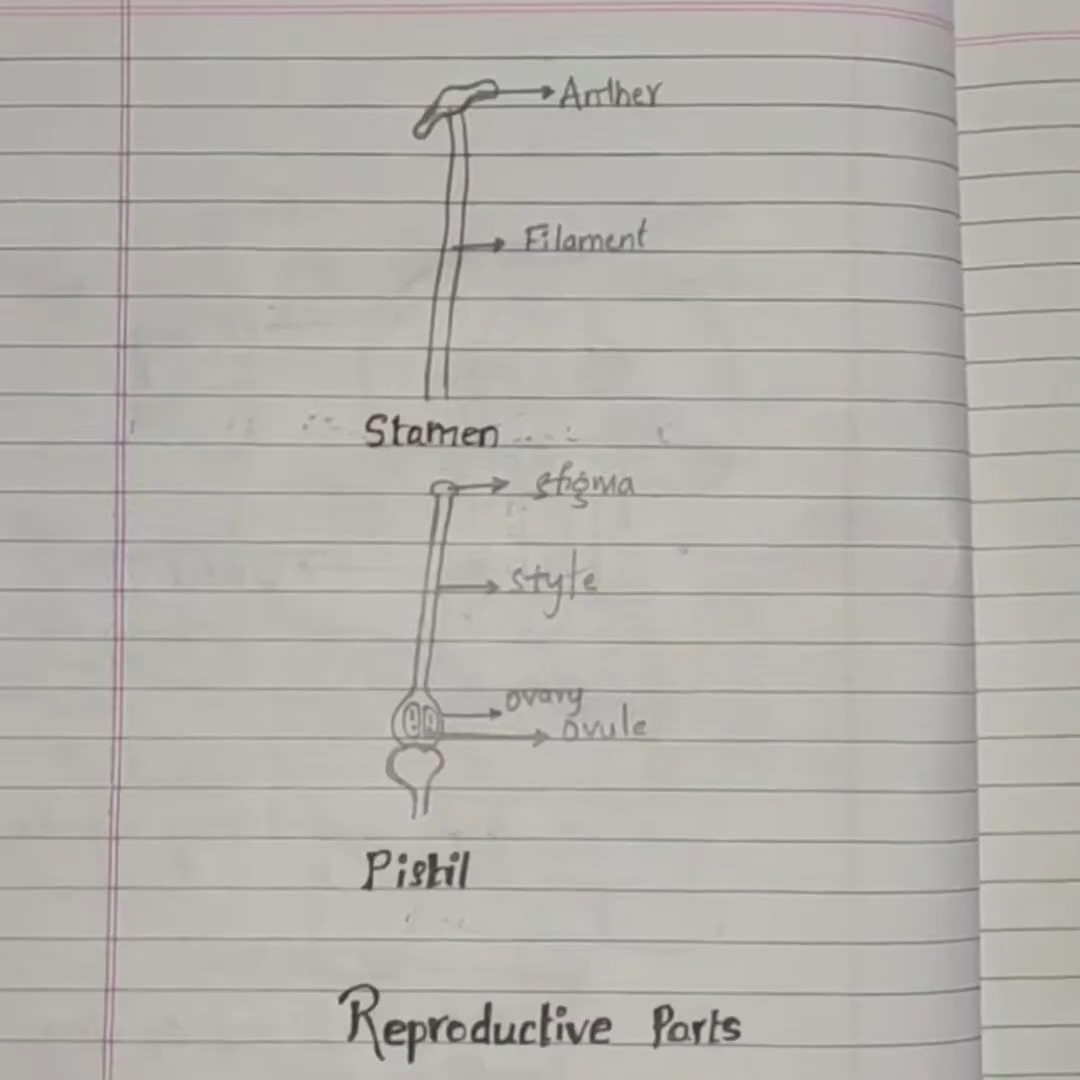 Anther
Filament
Stamen
stigma
style
ovary
ovule
Pistil
Reproductive Parts